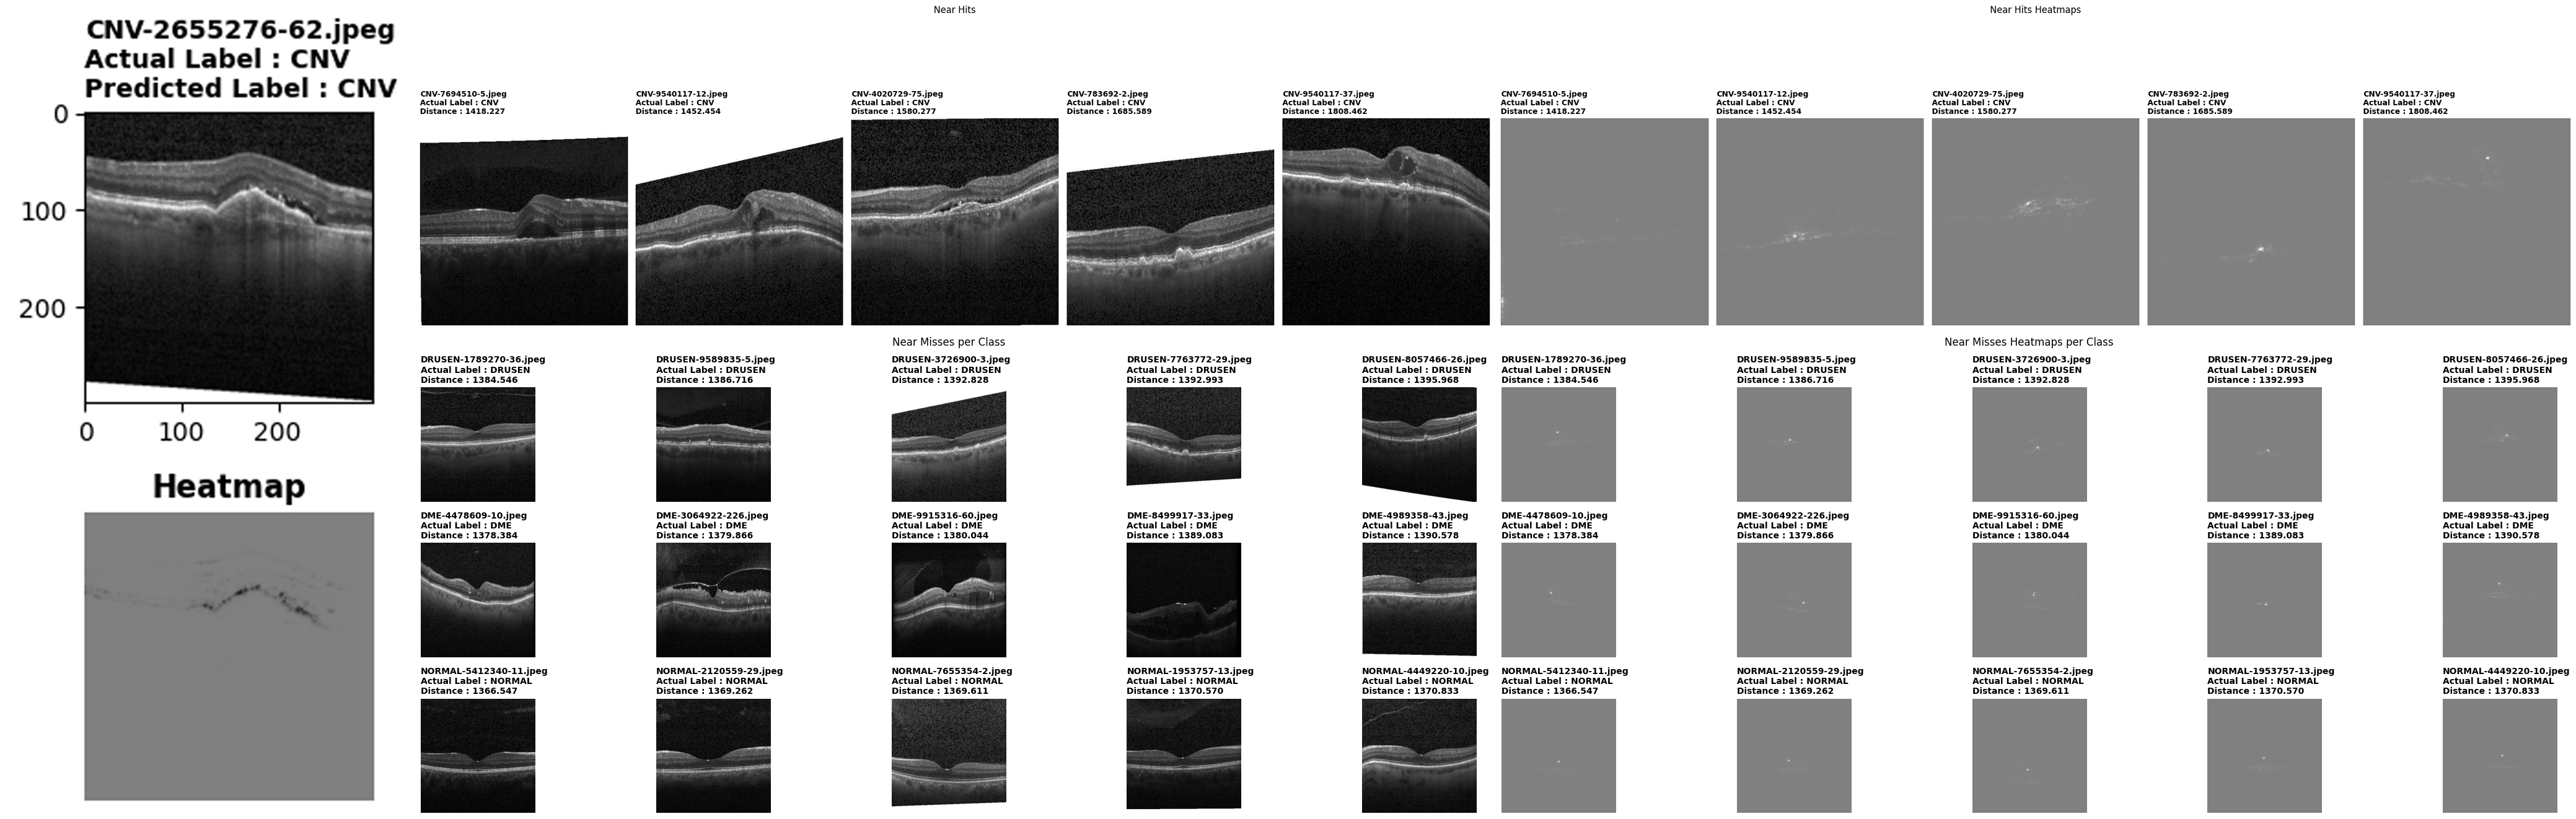 CNV-2655276-62.jpeg
Actual Label : CNV
Predicted Label : CNV
0
100
200
0
100
200
Heatmap
Near Hits
CNV-7694510-5.jpeg
Actual Label : CNV
Distance : 1418.227
CNV-9540117-12.jpeg
Actual Label : CNV
Distance : 1452.454
CNV-4020729-75.jpeg
Actual Label : CNV
Distance : 1580.277
CNV-783692-2.jpeg
Actual Label : CNV
Distance : 1685.589
CNV-9540117-37.jpeg
Actual Label : CNV
Distance : 1808.462
Near Hits Heatmaps
CNV-7694510-5.jpeg
Actual Label : CNV
Distance : 1418.227
CNV-9540117-12.jpeg
Actual Label : CNV
Distance : 1452.454
CNV-4020729-75.jpeg
Actual Label : CNV
Distance : 1580.277
CNV-783692-2.jpeg
Actual Label : CNV
Distance : 1685.589
CNV-9540117-37.jpeg
Actual Label : CNV
Distance : 1808.462
Near Misses per Class
DRUSEN-1789270-36.jpeg
Actual Label : DRUSEN
Distance : 1384.546
DRUSEN-9589835-5.jpeg
Actual Label : DRUSEN
Distance : 1386.716
DRUSEN-3726900-3.jpeg
Actual Label : DRUSEN
Distance : 1392.828
DRUSEN-7763772-29.jpeg
Actual Label : DRUSEN
Distance : 1392.993
DRUSEN-8057466-26.jpeg
Actual Label : DRUSEN
Distance : 1395.968
DME-4478609-10.jpeg
Actual Label : DME
Distance : 1378.384
DME-3064922-226.jpeg
Actual Label : DME
Distance : 1379.866
DME-9915316-60.jpeg
Actual Label : DME
Distance : 1380.044
DME-8499917-33.jpeg
Actual Label : DME
Distance : 1389.083
DME-4989358-43.jpeg
Actual Label : DME
Distance : 1390.578
NORMAL-5412340-11.jpeg
Actual Label : NORMAL
Distance : 1366.547
NORMAL-2120559-29.jpeg
Actual Label : NORMAL
Distance : 1369.262
NORMAL-7655354-2.jpeg
Actual Label : NORMAL
Distance : 1369.611
NORMAL-1953757-13.jpeg
Actual Label : NORMAL
Distance : 1370.570
NORMAL-4449220-10.jpeg
Actual Label : NORMAL
Distance : 1370.833
Near Misses Heatmaps per Class
DRUSEN-1789270-36.jpeg
Actual Label : DRUSEN
Distance : 1384.546
DRUSEN-9589835-5.jpeg
Actual Label : DRUSEN
Distance : 1386.716
DRUSEN-3726900-3.jpeg
Actual Label : DRUSEN
Distance : 1392.828
DRUSEN-7763772-29.jpeg
Actual Label : DRUSEN
Distance : 1392.993
DRUSEN-8057466-26.jpeg
Actual Label : DRUSEN
Distance : 1395.968
DME-4478609-10.jpeg
Actual Label : DME
Distance : 1378.384
DME-3064922-226.jpeg
Actual Label : DME
Distance : 1379.866
DME-9915316-60.jpeg
Actual Label : DME
Distance : 1380.044
DME-8499917-33.jpeg
Actual Label : DME
Distance : 1389.083
DME-4989358-43.jpeg
Actual Label : DME
Distance : 1390.578
NORMAL-5412340-11.jpeg
Actual Label : NORMAL
Distance : 1366.547
NORMAL-2120559-29.jpeg
Actual Label : NORMAL
Distance : 1369.262
NORMAL-7655354-2.jpeg
Actual Label : NORMAL
Distance : 1369.611
NORMAL-1953757-13.jpeg
Actual Label : NORMAL
Distance : 1370.570
NORMAL-4449220-10.jpeg
Actual Label : NORMAL
Distance : 1370.833